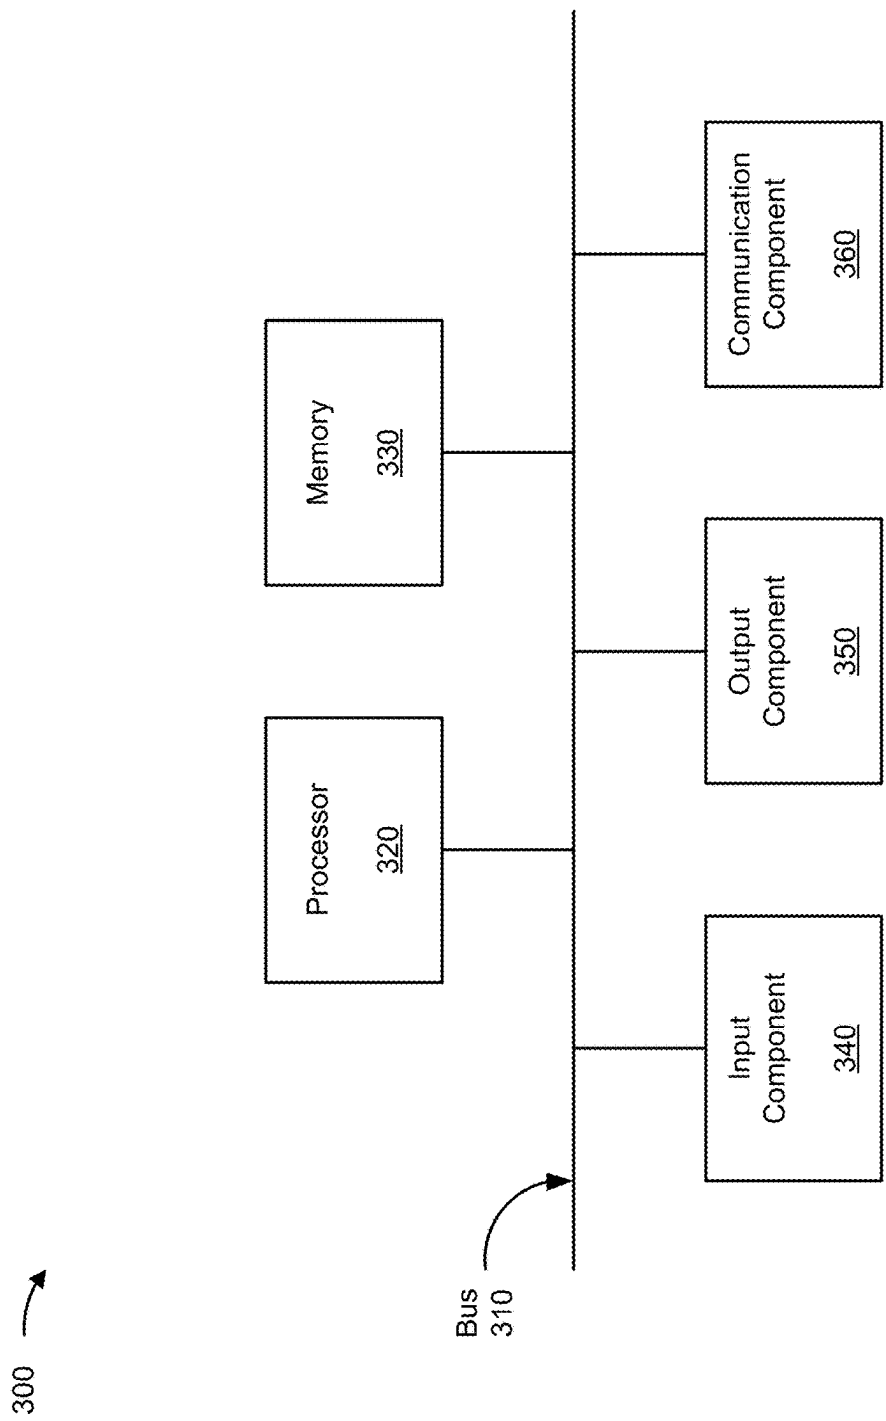 300
Processor
320
Memory
330
Bus
310
Input
Component
340
Output
Component
350
Communication
Component
360